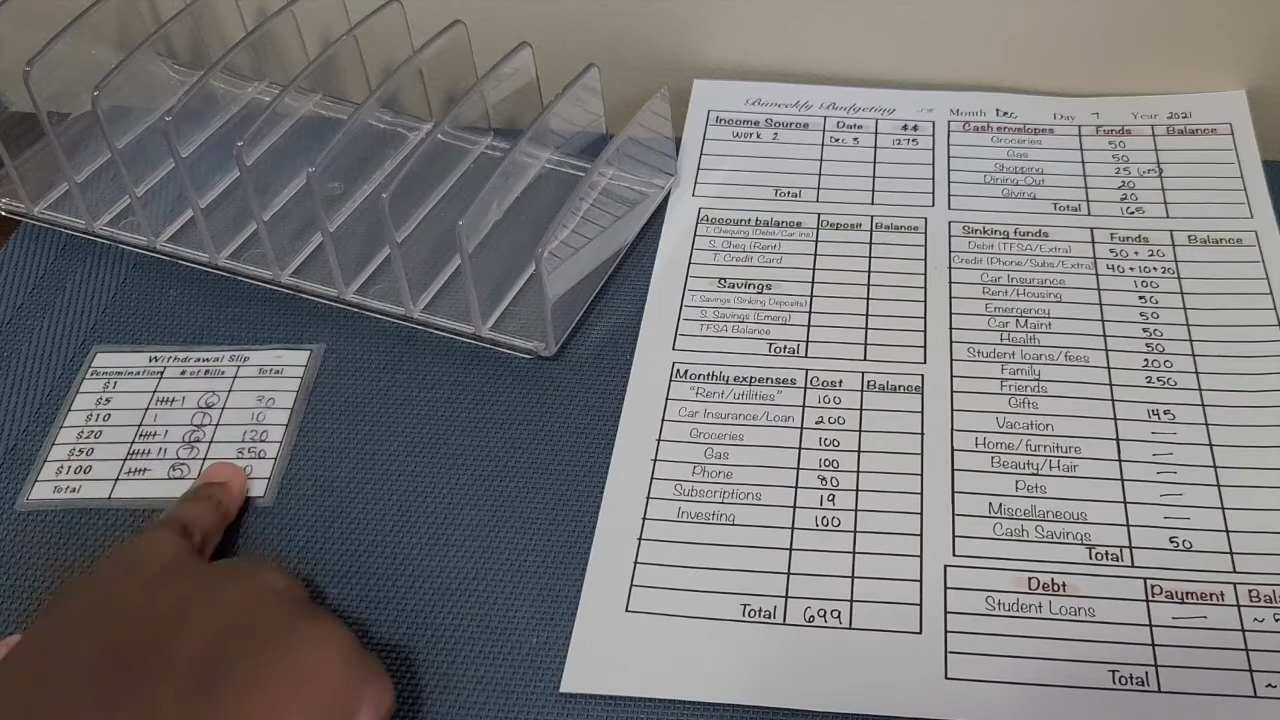 Withdrawal Slip
Denomination # of Bills Total
$1
$5 6 30
$10 1 10
$20 6 120
$50 7 350
$100 5 0
Total
Biweekly Budgeting Month Dec Day 7 Year 2021
Income Source Date $$
Work 2 Dec 3 1275
Total
Account balance Deposit Balance
T. Chequing (Debit/Car Ins)
S. Cheq (Rent)
T. Credit Card
Savings
T. Savings (Sinking Deposits)
S. Savings (Emerg)
TFSA Balance
Total
Monthly expenses Cost Balance
"Rent/utilities" 100
Car Insurance/Loan 200
Groceries 100
Gas 100
Phone 80
Subscriptions 19
Investing 100
Total 699
Cash envelopes Funds Balance
Groceries 50
Gas 50
Shopping 25
Dining-Out 20
Giving 20
Total 165
Sinking funds Funds Balance
Debit (TFSA/Extra) 50 + 20
Credit (Phone/Subs/Extra) 40+10+20
Car Insurance 100
Rent/Housing 50
Emergency 50
Car Maint 50
Health 50
Student loans/fees 200
Family 250
Friends
Gifts 145
Vacation —
Home/furniture —
Beauty/Hair —
Pets —
Miscellaneous —
Cash Savings 50
Total
Debt Payment Bal
Student Loans — ~
Total ~